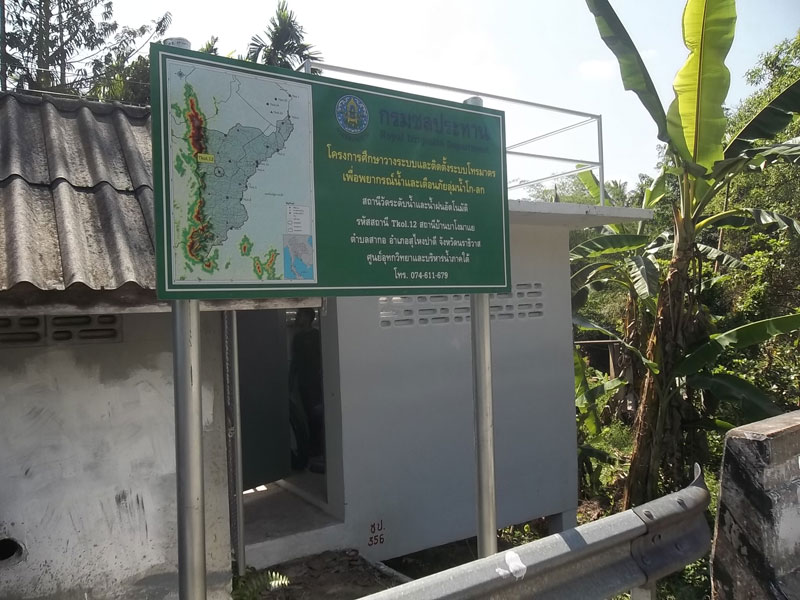 กรมชลประทาน
Royal Irrigation Department
โครงการศึกษาวางระบบและติดตั้งระบบโทรมาตร
เพื่อพยากรณ์น้ำและเตือนภัยลุ่มน้ำโก-ลก
สถานีวัดระดับน้ำและน้ำฝนอัตโนมัติ
รหัสสถานี Tkol.12 สถานีบ้านบาโงมาแย
ตำบลสากอ อำเภอสุไหงปาดี จังหวัดนราธิวาส
ศูนย์อุทกวิทยาและบริหารน้ำภาคใต้
โทร. 074-611-679
Tkol.12
ชป.
356